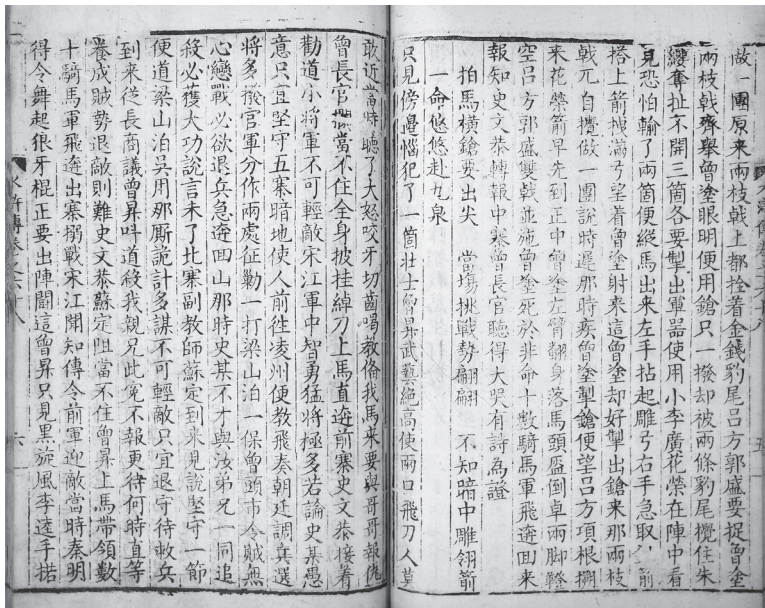 做一團原來兩枝戟上都拴着金錢豹尾吕方郭盛要捉曾塗
兩枝戟齊舉曾塗眼明便用鎗只一撥却被兩條豹尾攪住朱
纓奪扯不開三箇各要掣出軍器使用小李廣花榮在陣中看
見恐怕輸了兩箇便縱馬出來左手拈起雕弓右手急取箭
搭上箭拽滿弓望着曾塗射來這曾塗却好掣出鎗來那兩枝
戟兀自攪做一團說時遲那時疾曾塗掣鎗便望吕方項根搠
來花榮箭早先到正中曾塗左臂翻身落馬頭盔倒卓兩脚蹬
空吕方郭盛雙戟並施曾塗死於非命十數騎馬軍飛奔回來
報知史文恭轉報中寨曾長官聽得大哭有詩為證
拍馬橫鎗要出尖 當塲挑戰勢翩翩 不知暗中雕翎箭
一命悠悠赴九泉
只見傍邊惱犯了一箇壯士曾昇武藝絶高使兩口飛刀人莫
敢近當時聽了大怒咬牙切齒喝教俻我馬來要與哥哥報仇
曾長官攔當不住全身披挂綽刀上馬直奔前寨史文恭接着
勸道小將軍不可輕敵宋江軍中智勇猛將極多若論史某愚
意只宜堅守五寨暗地使人前徃凌州便教飛奏朝廷調兵選
將多撥官軍分作兩處征勦一打梁山泊一保曾頭市令賊無
心戀戰必欲退兵急奔回山那時史某不才與汝弟兄一同追
殺必獲大功說言未了北寨副教師蘇定到來見說堅守一節
便道梁山泊吴用那厮詭計多謀不可輕敵只宜退守待救兵
到來從長商議曾昇呌道殺我親兄此寃不報更待何時直等
養成賊勢退敵則難史文恭蘇定阻當不住曾昇上馬帶領數
十騎馬軍飛奔出寨搦戰宋江聞知傳令前軍迎敵當時秦明
得令舞起狼牙棍正要出陣鬬這曾昇只見黑旋風李逵手掿
水滸傳卷之六十八
六